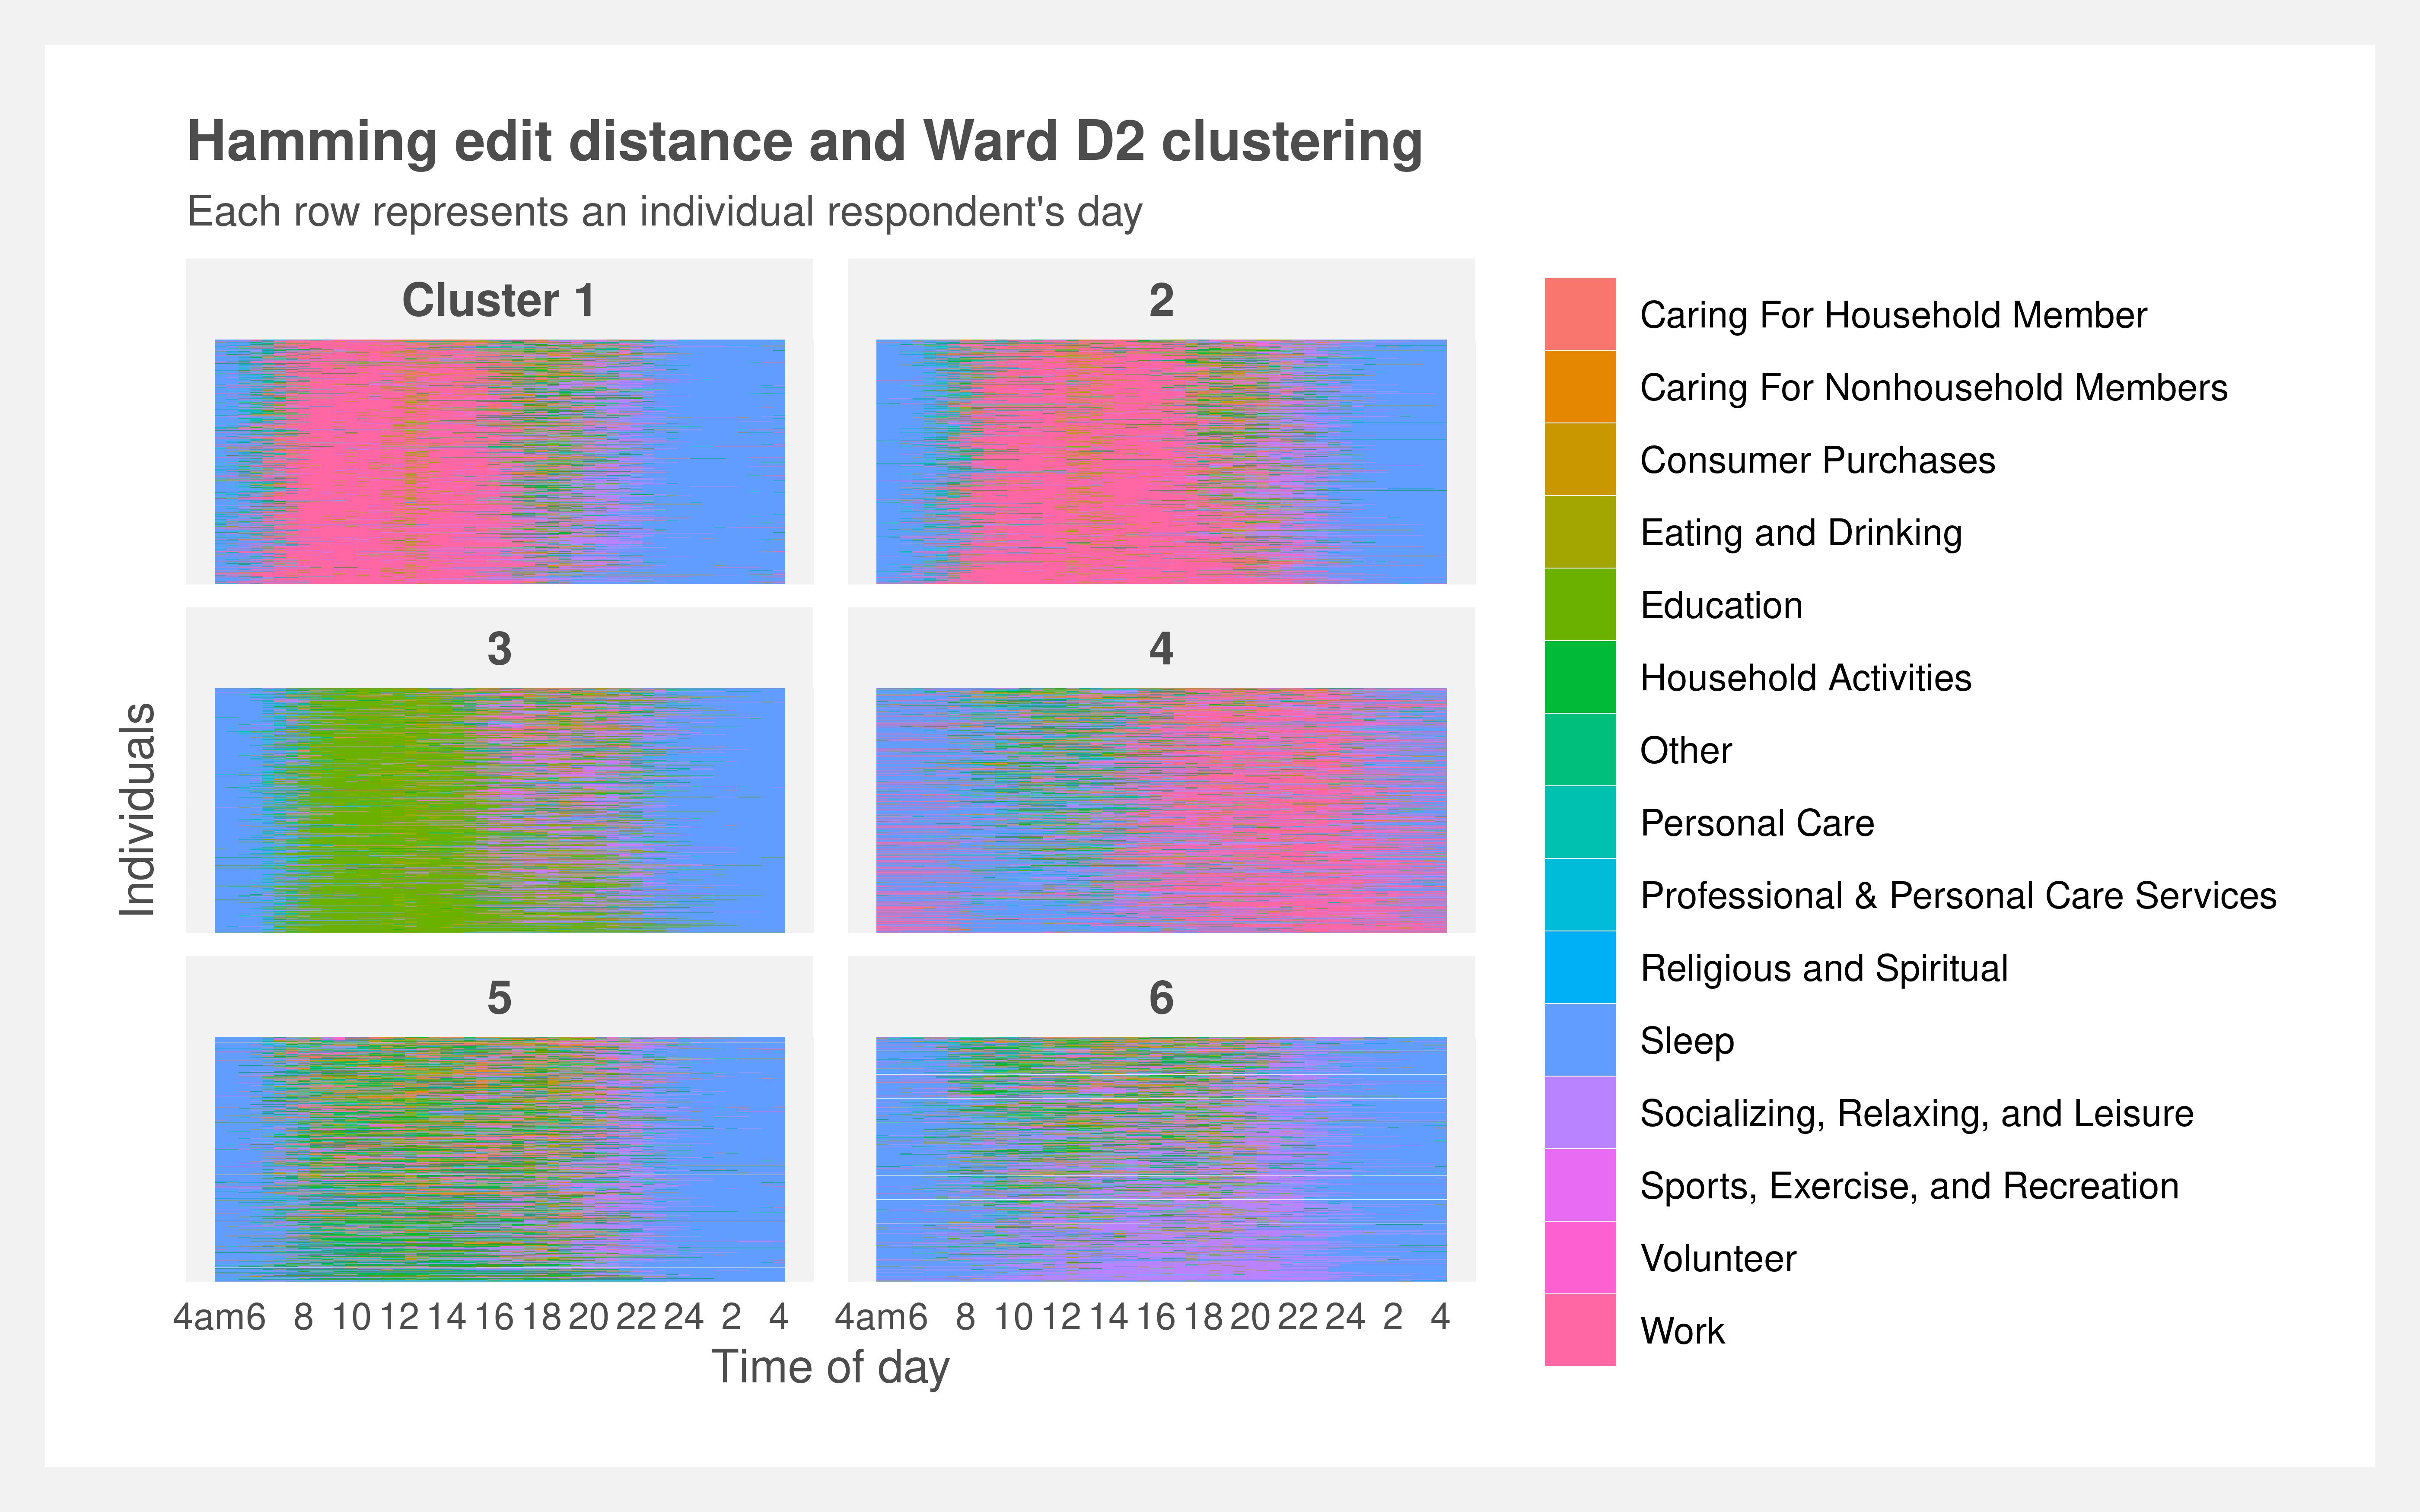 Hamming edit distance and Ward D2 clustering
Each row represents an individual respondent's day
Cluster 1
2
3
4
5
6
Individuals
4am 6 8 10 12 14 16 18 20 22 24 2 4
4am 6 8 10 12 14 16 18 20 22 24 2 4
Time of day
Caring For Household Member
Caring For Nonhousehold Members
Consumer Purchases
Eating and Drinking
Education
Household Activities
Other
Personal Care
Professional & Personal Care Services
Religious and Spiritual
Sleep
Socializing, Relaxing, and Leisure
Sports, Exercise, and Recreation
Volunteer
Work